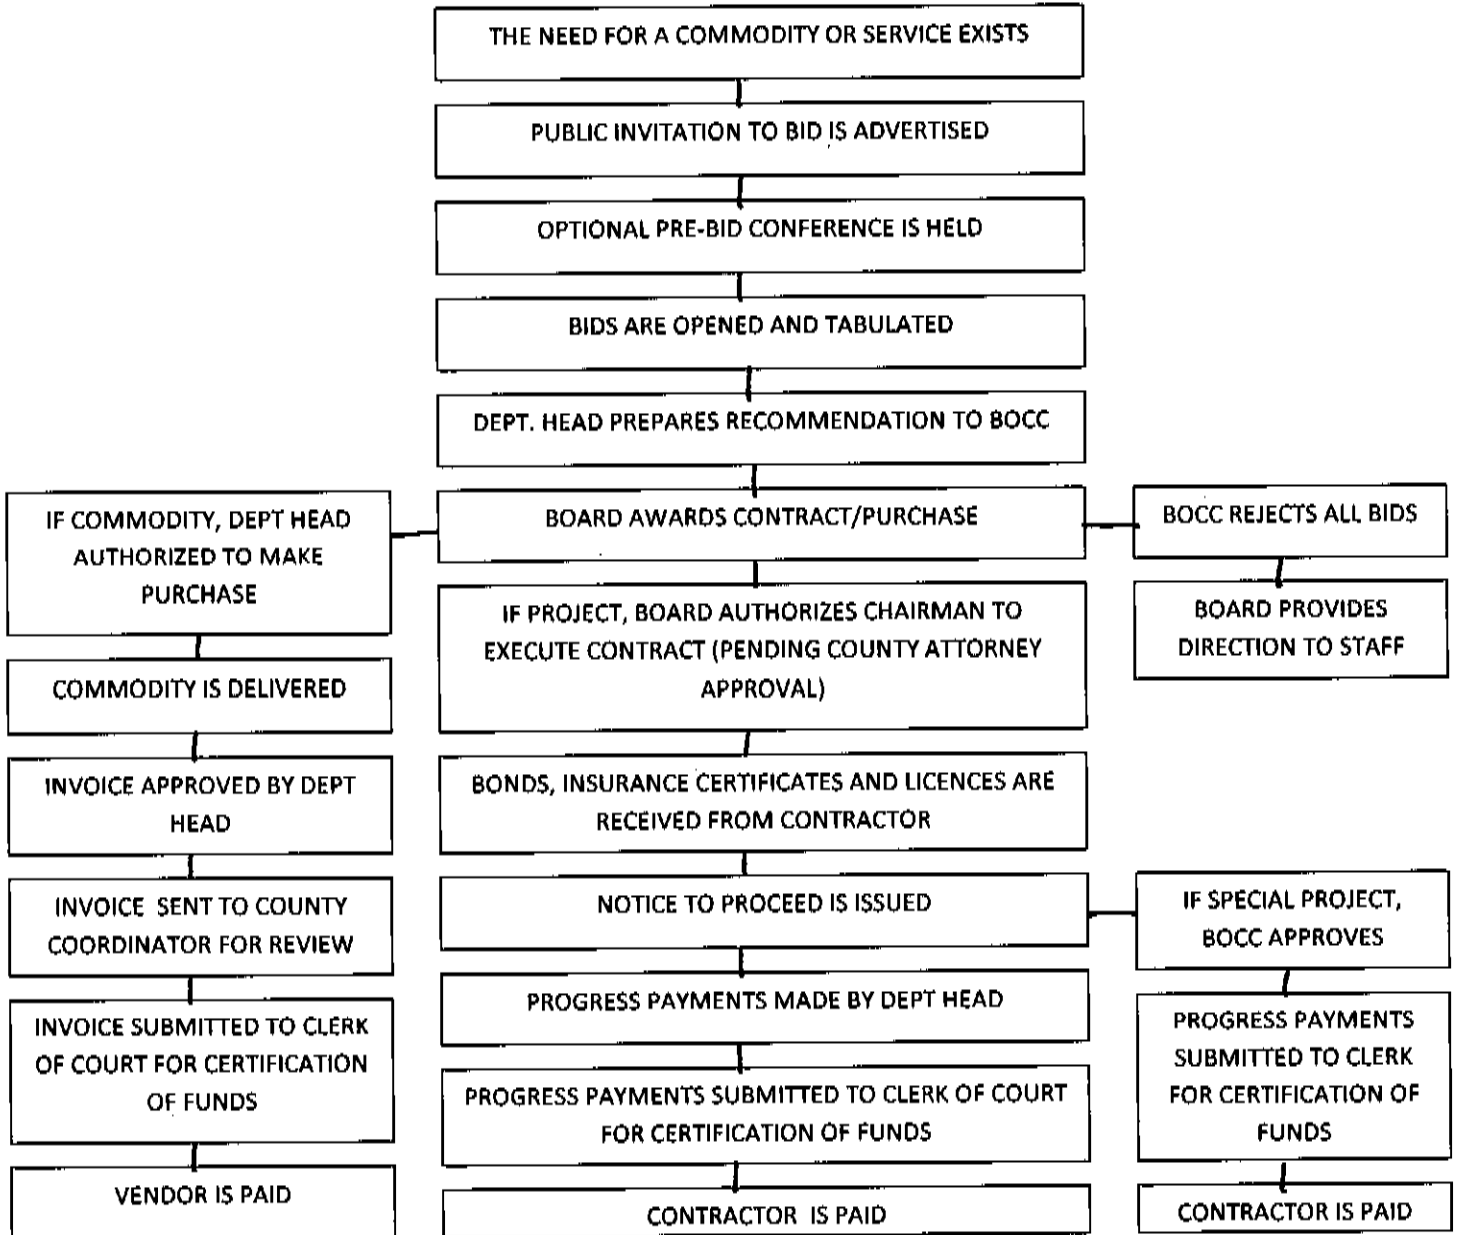 THE NEED FOR A COMMODITY OR SERVICE EXISTS
PUBLIC INVITATION TO BID IS ADVERTISED
OPTIONAL PRE-BID CONFERENCE IS HELD
BIDS ARE OPENED AND TABULATED
DEPT. HEAD PREPARES RECOMMENDATION TO BOCC
BOARD AWARDS CONTRACT/PURCHASE
IF COMMODITY, DEPT HEAD
AUTHORIZED TO MAKE
PURCHASE
COMMODITY IS DELIVERED
INVOICE APPROVED BY DEPT
HEAD
INVOICE SENT TO COUNTY
COORDINATOR FOR REVIEW
INVOICE SUBMITTED TO CLERK
OF COURT FOR CERTIFICATION
OF FUNDS
VENDOR IS PAID
IF PROJECT, BOARD AUTHORIZES CHAIRMAN TO
EXECUTE CONTRACT (PENDING COUNTY ATTORNEY
APPROVAL)
BONDS, INSURANCE CERTIFICATES AND LICENCES ARE
RECEIVED FROM CONTRACTOR
NOTICE TO PROCEED IS ISSUED
PROGRESS PAYMENTS MADE BY DEPT HEAD
PROGRESS PAYMENTS SUBMITTED TO CLERK OF COURT
FOR CERTIFICATION OF FUNDS
CONTRACTOR IS PAID
BOCC REJECTS ALL BIDS
BOARD PROVIDES
DIRECTION TO STAFF
IF SPECIAL PROJECT,
BOCC APPROVES
PROGRESS PAYMENTS
SUBMITTED TO CLERK
FOR CERTIFICATION OF
FUNDS
CONTRACTOR IS PAID